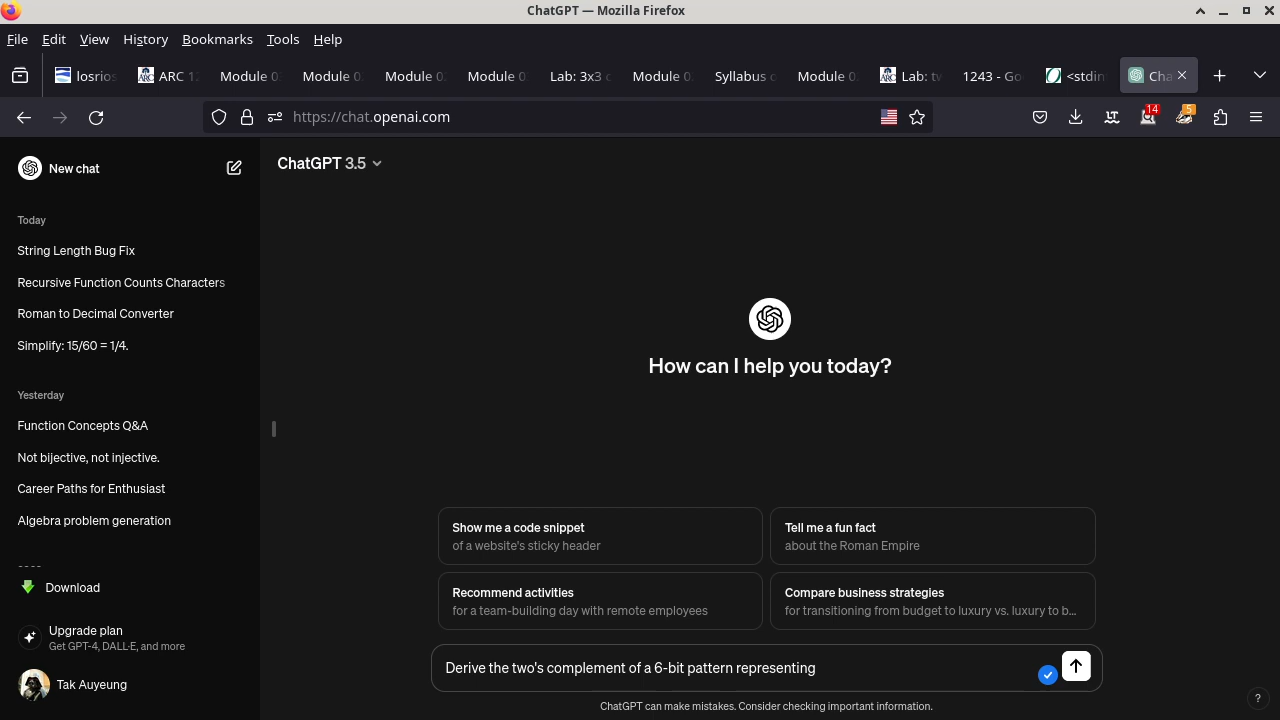 ChatGPT — Mozilla Firefox
File Edit View History Bookmarks Tools Help
losrios ARC 12 Module 0 Module 0 Module 0 Module 0 Lab: 3x3 Module 0 Syllabus Module 0 Lab: tw 1243 - Go <stdin Cha
https://chat.openai.com
14
5
New chat
ChatGPT 3.5
Today
String Length Bug Fix
Recursive Function Counts Characters
Roman to Decimal Converter
Simplify: 15/60 = 1/4.
Yesterday
Function Concepts Q&A
Not bijective, not injective.
Career Paths for Enthusiast
Algebra problem generation
Download
Upgrade plan
Get GPT-4, DALL·E, and more
Tak Auyeung
How can I help you today?
Show me a code snippet
of a website's sticky header
Tell me a fun fact
about the Roman Empire
Recommend activities
for a team-building day with remote employees
Compare business strategies
for transitioning from budget to luxury vs. luxury to b...
Derive the two's complement of a 6-bit pattern representing
ChatGPT can make mistakes. Consider checking important information.
?